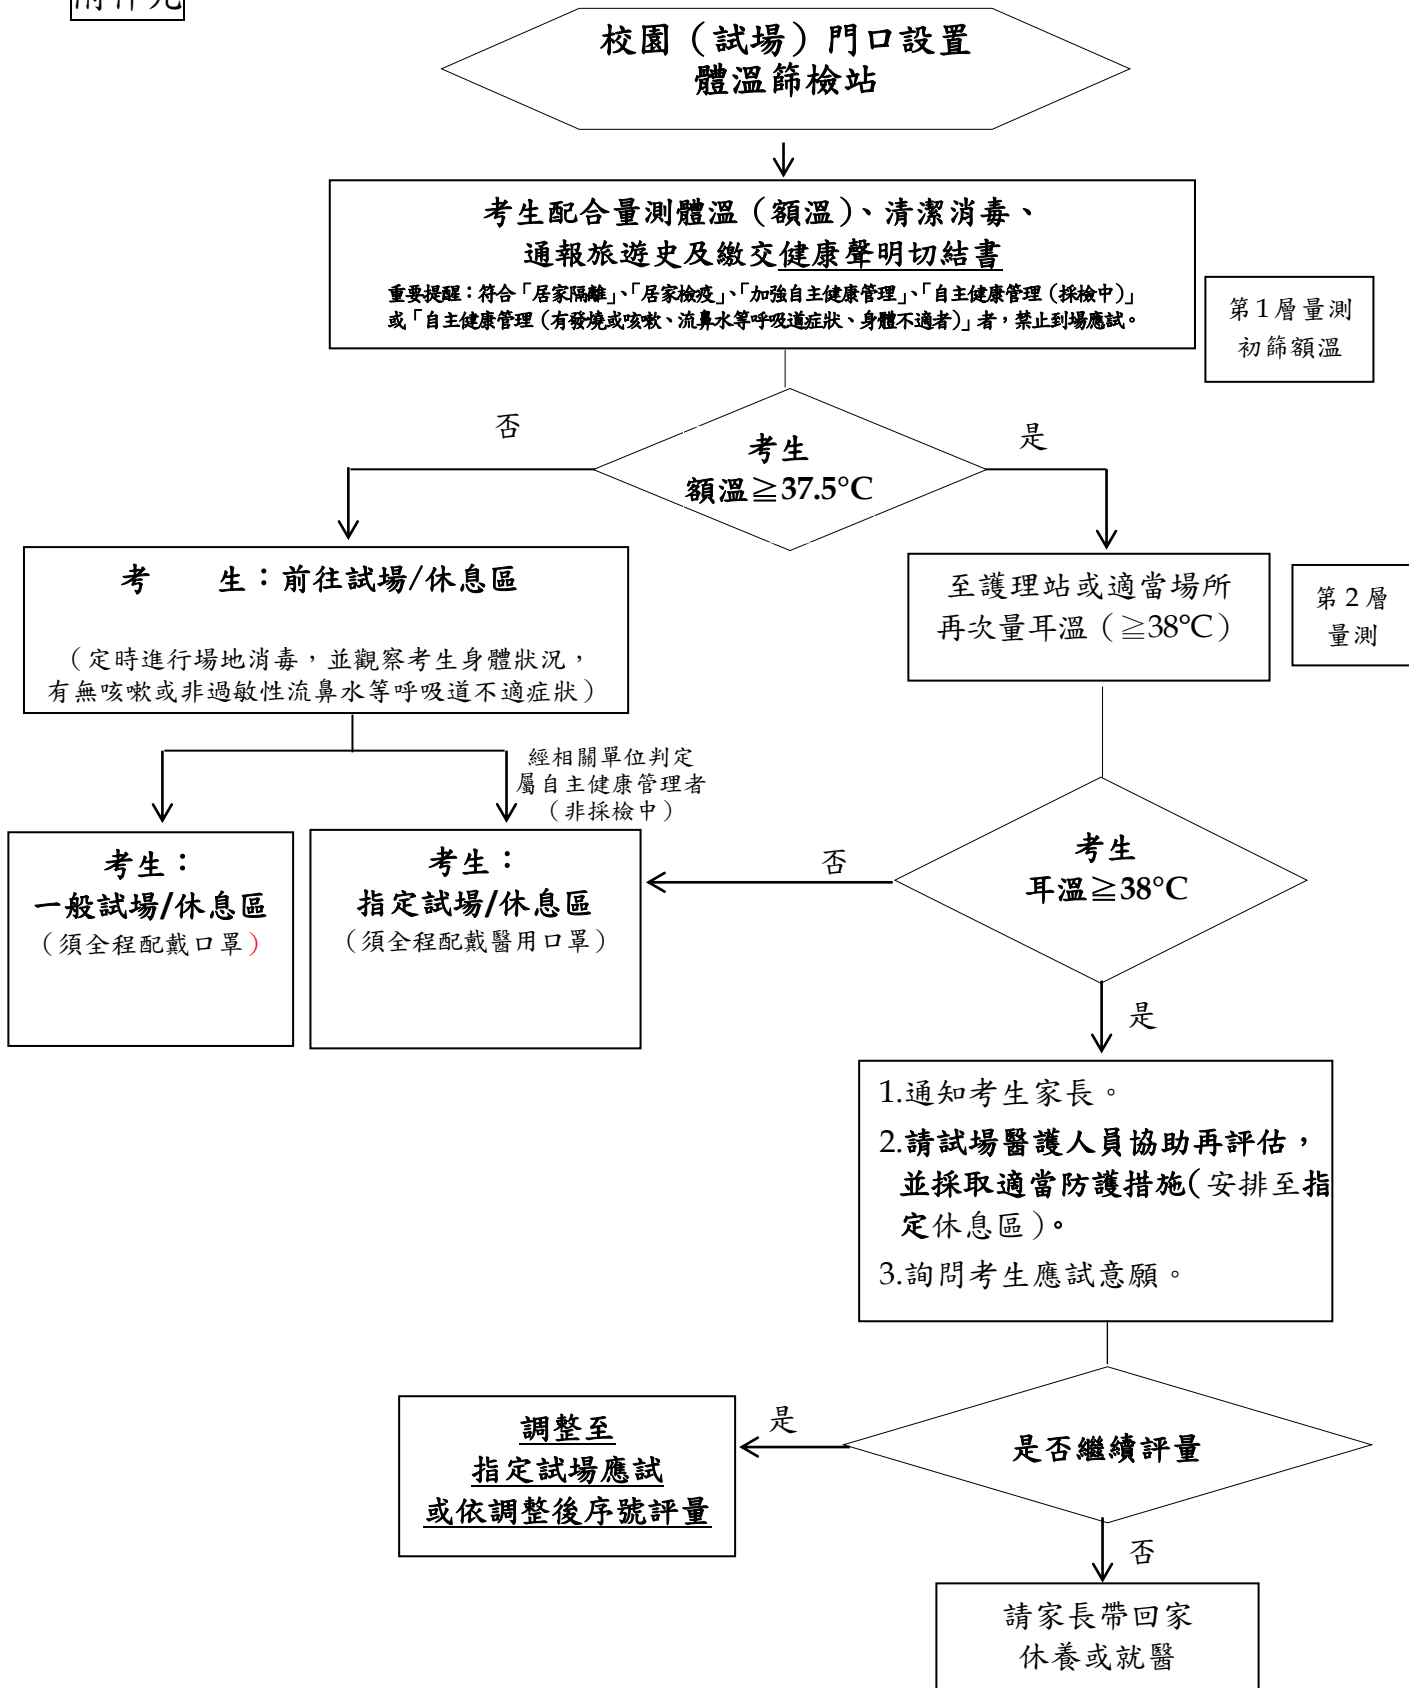 校園（試場）門口設置
體溫篩檢站
考生配合量測體溫（額溫）、清潔消毒、
通報旅遊史及繳交健康聲明切結書
重要提醒：符合「居家隔離」、「居家檢疫」、「加強自主健康管理」、「自主健康管理（採檢中）」
或「自主健康管理（有發燒或咳嗽、流鼻水等呼吸道症狀、身體不適者）」者，禁止到場應試。
第1層量測
初篩額溫
否
是
考生
額溫≧37.5°C
考　　生：前往試場/休息區
（定時進行場地消毒，並觀察考生身體狀況，
有無咳嗽或非過敏性流鼻水等呼吸道不適症狀）
至護理站或適當場所
再次量耳溫（≧38°C）
第2層
量測
經相關單位判定
屬自主健康管理者
（非採檢中）
考生：
一般試場/休息區
（須全程配戴口罩）
考生：
指定試場/休息區
（須全程配戴醫用口罩）
否
考生
耳溫≧38°C
是
1.通知考生家長。
2.請試場醫護人員協助再評估，
並採取適當防護措施(安排至指
定休息區)。
3.詢問考生應試意願。
調整至
指定試場應試
或依調整後序號評量
是
是否繼續評量
否
請家長帶回家
休養或就醫